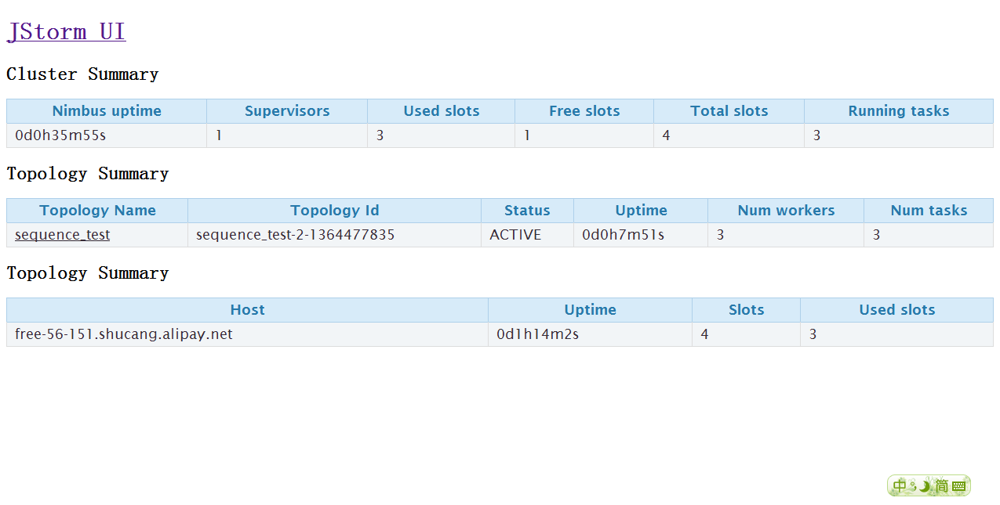 JStorm UI
Cluster Summary
Nimbus uptime Supervisors Used slots Free slots Total slots Running tasks
0d0h35m55s 1 3 1 4 3
Topology Summary
Topology Name Topology Id Status Uptime Num workers Num tasks
sequence_test sequence_test-2-1364477835 ACTIVE 0d0h7m51s 3 3
Topology Summary
Host Uptime Slots Used slots
free-56-151.shucang.alipay.net 0d1h14m2s 4 3
中 简